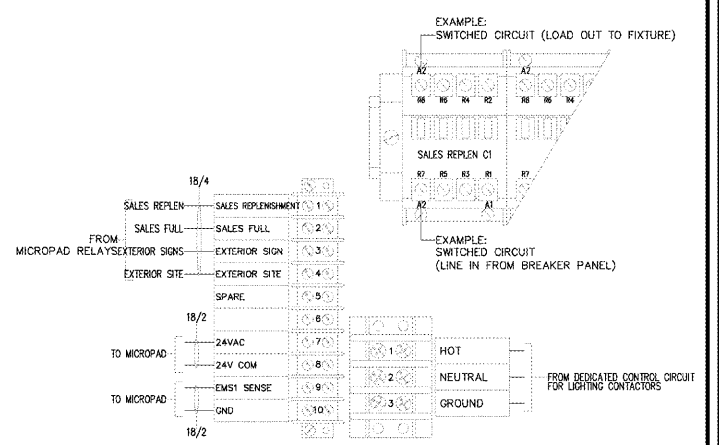 EXAMPLE:
SWITCHED CIRCUIT (LOAD OUT TO FIXTURE)
A2 A2
R8 R6 R4 R2 R8 R6 R4
SALES REPLEN C1
R7 R5 R3 R1 R7
A2 A1
EXAMPLE:
SWITCHED CIRCUIT
(LINE IN FROM BREAKER PANEL)
18/4
SALES REPLEN SALES REPLENISHMENT 1
SALES FULL SALES FULL 2
FROM
MICROPAD RELAYS
EXTERIOR SIGNS EXTERIOR SIGN 3
EXTERIOR SITE EXTERIOR SITE 4
SPARE 5
18/2
6
TO MICROPAD
24VAC 7
24V COM 8
TO MICROPAD
EMS1 SENSE 9
GND 10
18/2
1 HOT
2 NEUTRAL
3 GROUND
FROM DEDICATED CONTROL CIRCUIT
FOR LIGHTING CONTACTORS